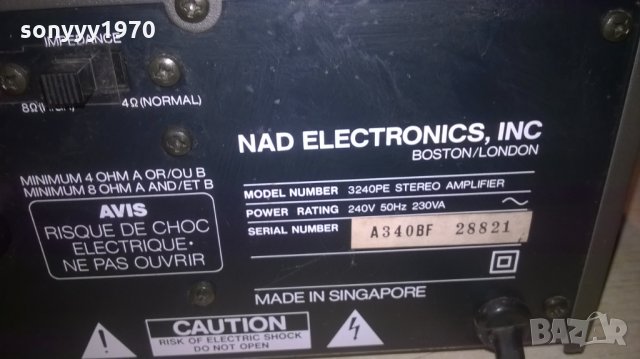 sonyyy1970
IMPEDANCE
4Ω(NORMAL)
MINIMUM 4 OHM A OR/OU B
MINIMUM 8 OHM A AND/ET B
AVIS
RISQUE DE CHOC
ELECTRIQUE·
NE PAS OUVRIR
NAD ELECTRONICS, INC
BOSTON/LONDON
MODEL NUMBER 3240PE STEREO AMPLIFIER
POWER RATING 240V 50Hz 230VA
SERIAL NUMBER A340BF 28821
MADE IN SINGAPORE
CAUTION
RISK OF ELECTRIC SHOCK
DO NOT OPEN
bazar